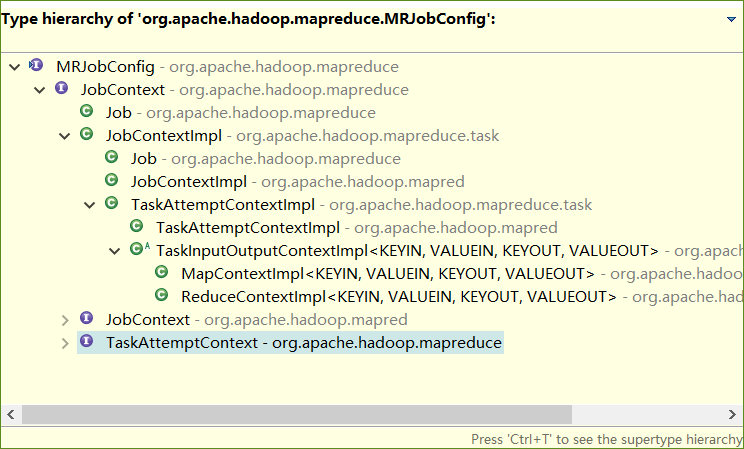 Type hierarchy of 'org.apache.hadoop.mapreduce.MRJobConfig':
MRJobConfig - org.apache.hadoop.mapreduce
JobContext - org.apache.hadoop.mapreduce
Job - org.apache.hadoop.mapreduce
JobContextImpl - org.apache.hadoop.mapreduce.task
Job - org.apache.hadoop.mapreduce
JobContextImpl - org.apache.hadoop.mapred
TaskAttemptContextImpl - org.apache.hadoop.mapreduce.task
TaskAttemptContextImpl - org.apache.hadoop.mapred
TaskInputOutputContextImpl<KEYIN, VALUEIN, KEYOUT, VALUEOUT> - org.apach
MapContextImpl<KEYIN, VALUEIN, KEYOUT, VALUEOUT> - org.apache.hadoo
ReduceContextImpl<KEYIN, VALUEIN, KEYOUT, VALUEOUT> - org.apache.had
JobContext - org.apache.hadoop.mapred
TaskAttemptContext - org.apache.hadoop.mapreduce
Press 'Ctrl+T' to see the supertype hierarchy